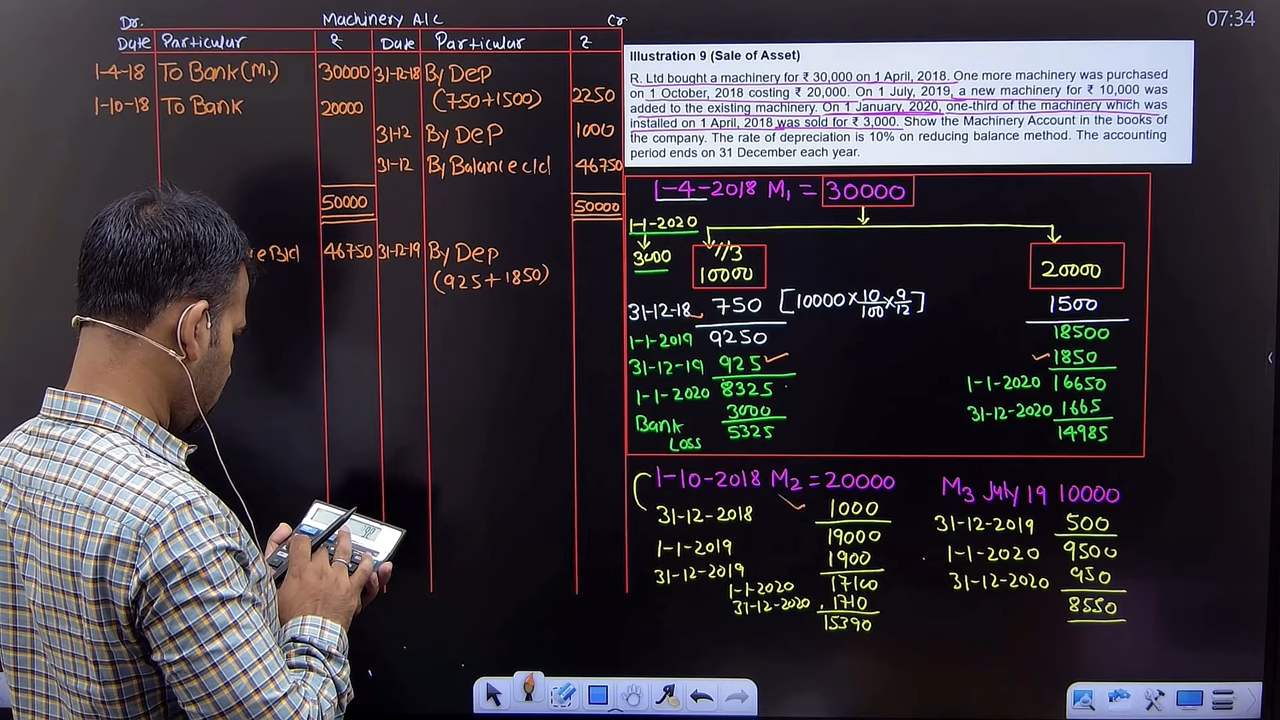 07:34
Dr. Machinery A/c Cr.
Date Particular ₹ Date Particular ₹
1-4-18 To Bank (M₁) 30000 31-12-18 By Dep
(750+1500) 2250
1-10-18 To Bank 20000
31-12 By Dep 1000
31-12 By Balance c/d 46750
50000 50000
B/d 46750 31-12-19 By Dep
(925+1850)
Illustration 9 (Sale of Asset)
R. Ltd bought a machinery for ₹ 30,000 on 1 April, 2018. One more machinery was purchased
on 1 October, 2018 costing ₹ 20,000. On 1 July, 2019, a new machinery for ₹ 10,000 was
added to the existing machinery. On 1 January, 2020, one-third of the machinery which was
installed on 1 April, 2018 was sold for ₹ 3,000. Show the Machinery Account in the books of
the company. The rate of depreciation is 10% on reducing balance method. The accounting
period ends on 31 December each year.
1-4-2018 M₁ = 30000
1-1-2020
3000
1/3
10000
20000
31-12-18 750 [10000×10/100×9/12] 1500
1-1-2019 9250 18500
31-12-19 925 1850
1-1-2020 8325 1-1-2020 16650
Bank 3000 31-12-2020 1665
Loss 5325 14985
1-10-2018 M₂ = 20000
31-12-2018 1000
19000
1-1-2019 1900
31-12-2019
1-1-2020 17100
31-12-2020 1710
15390
M₃ July 19 10000
31-12-2019 500
1-1-2020 9500
31-12-2020 950
8550